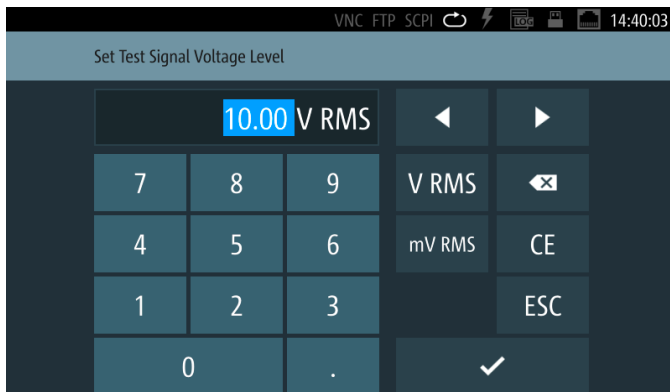 VNC FTP SCPI LOG 14:40:03
Set Test Signal Voltage Level
10.00 V RMS
7 8 9 V RMS
4 5 6 mV RMS CE
1 2 3 ESC
0 .